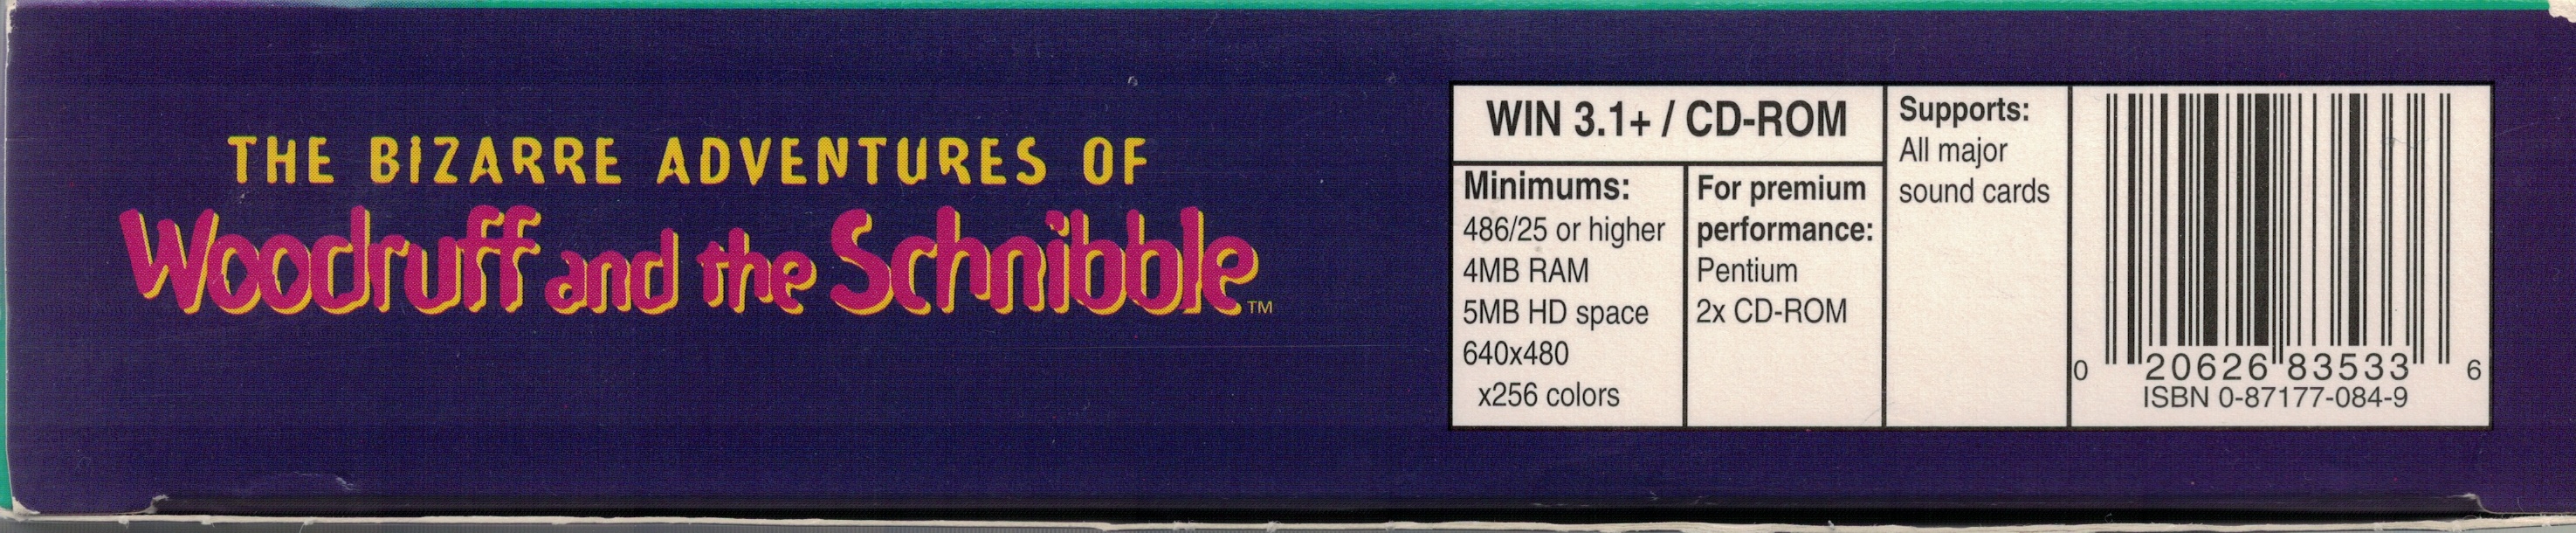 THE BIZARRE ADVENTURES OF
Woodruff and the Schnibble™
WIN 3.1+ / CD-ROM
Minimums:
486/25 or higher
4MB RAM
5MB HD space
640x480
x256 colors
For premium
performance:
Pentium
2x CD-ROM
Supports:
All major
sound cards
0 20626 83533 6
ISBN 0-87177-084-9